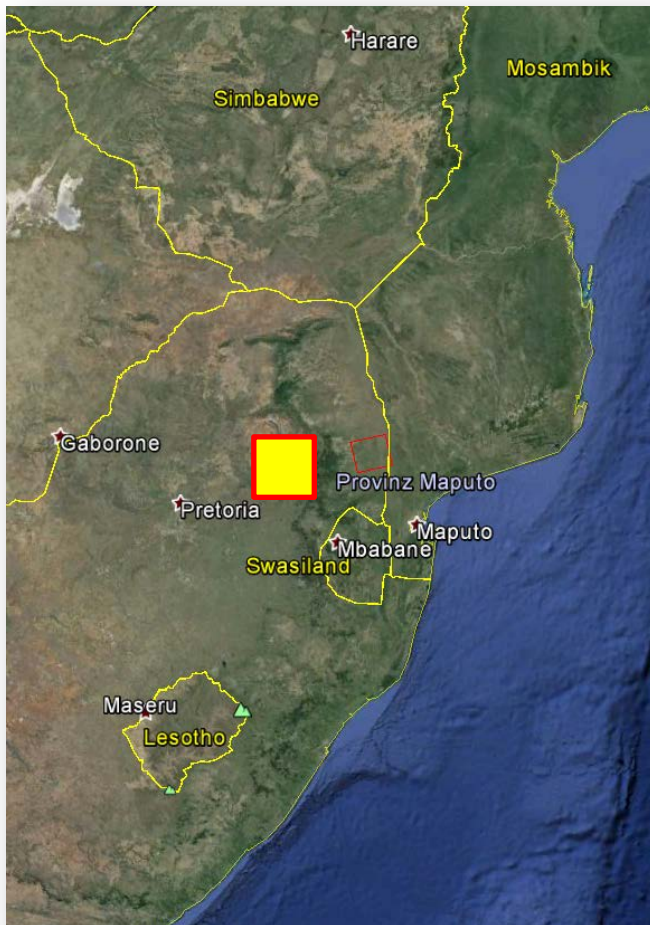 Harare
Mosambik
Simbabwe
Gaborone
Provinz Maputo
Pretoria
Maputo
Mbabane
Swasiland
Maseru
Lesotho